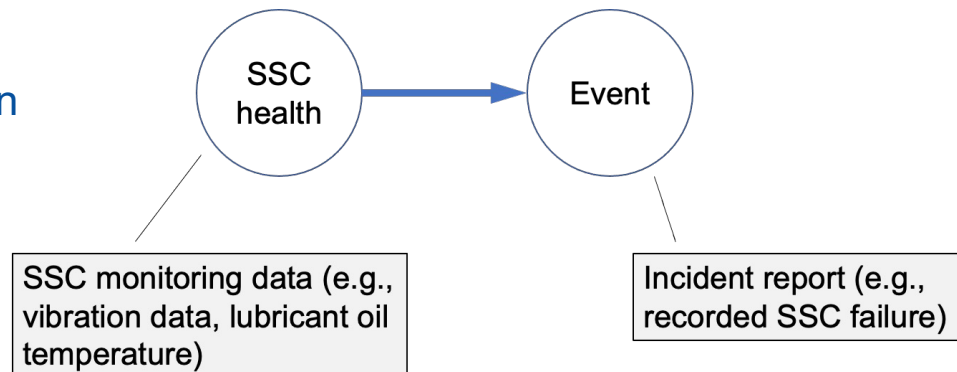 n
SSC
health
Event
SSC monitoring data (e.g.,
vibration data, lubricant oil
temperature)
Incident report (e.g.,
recorded SSC failure)